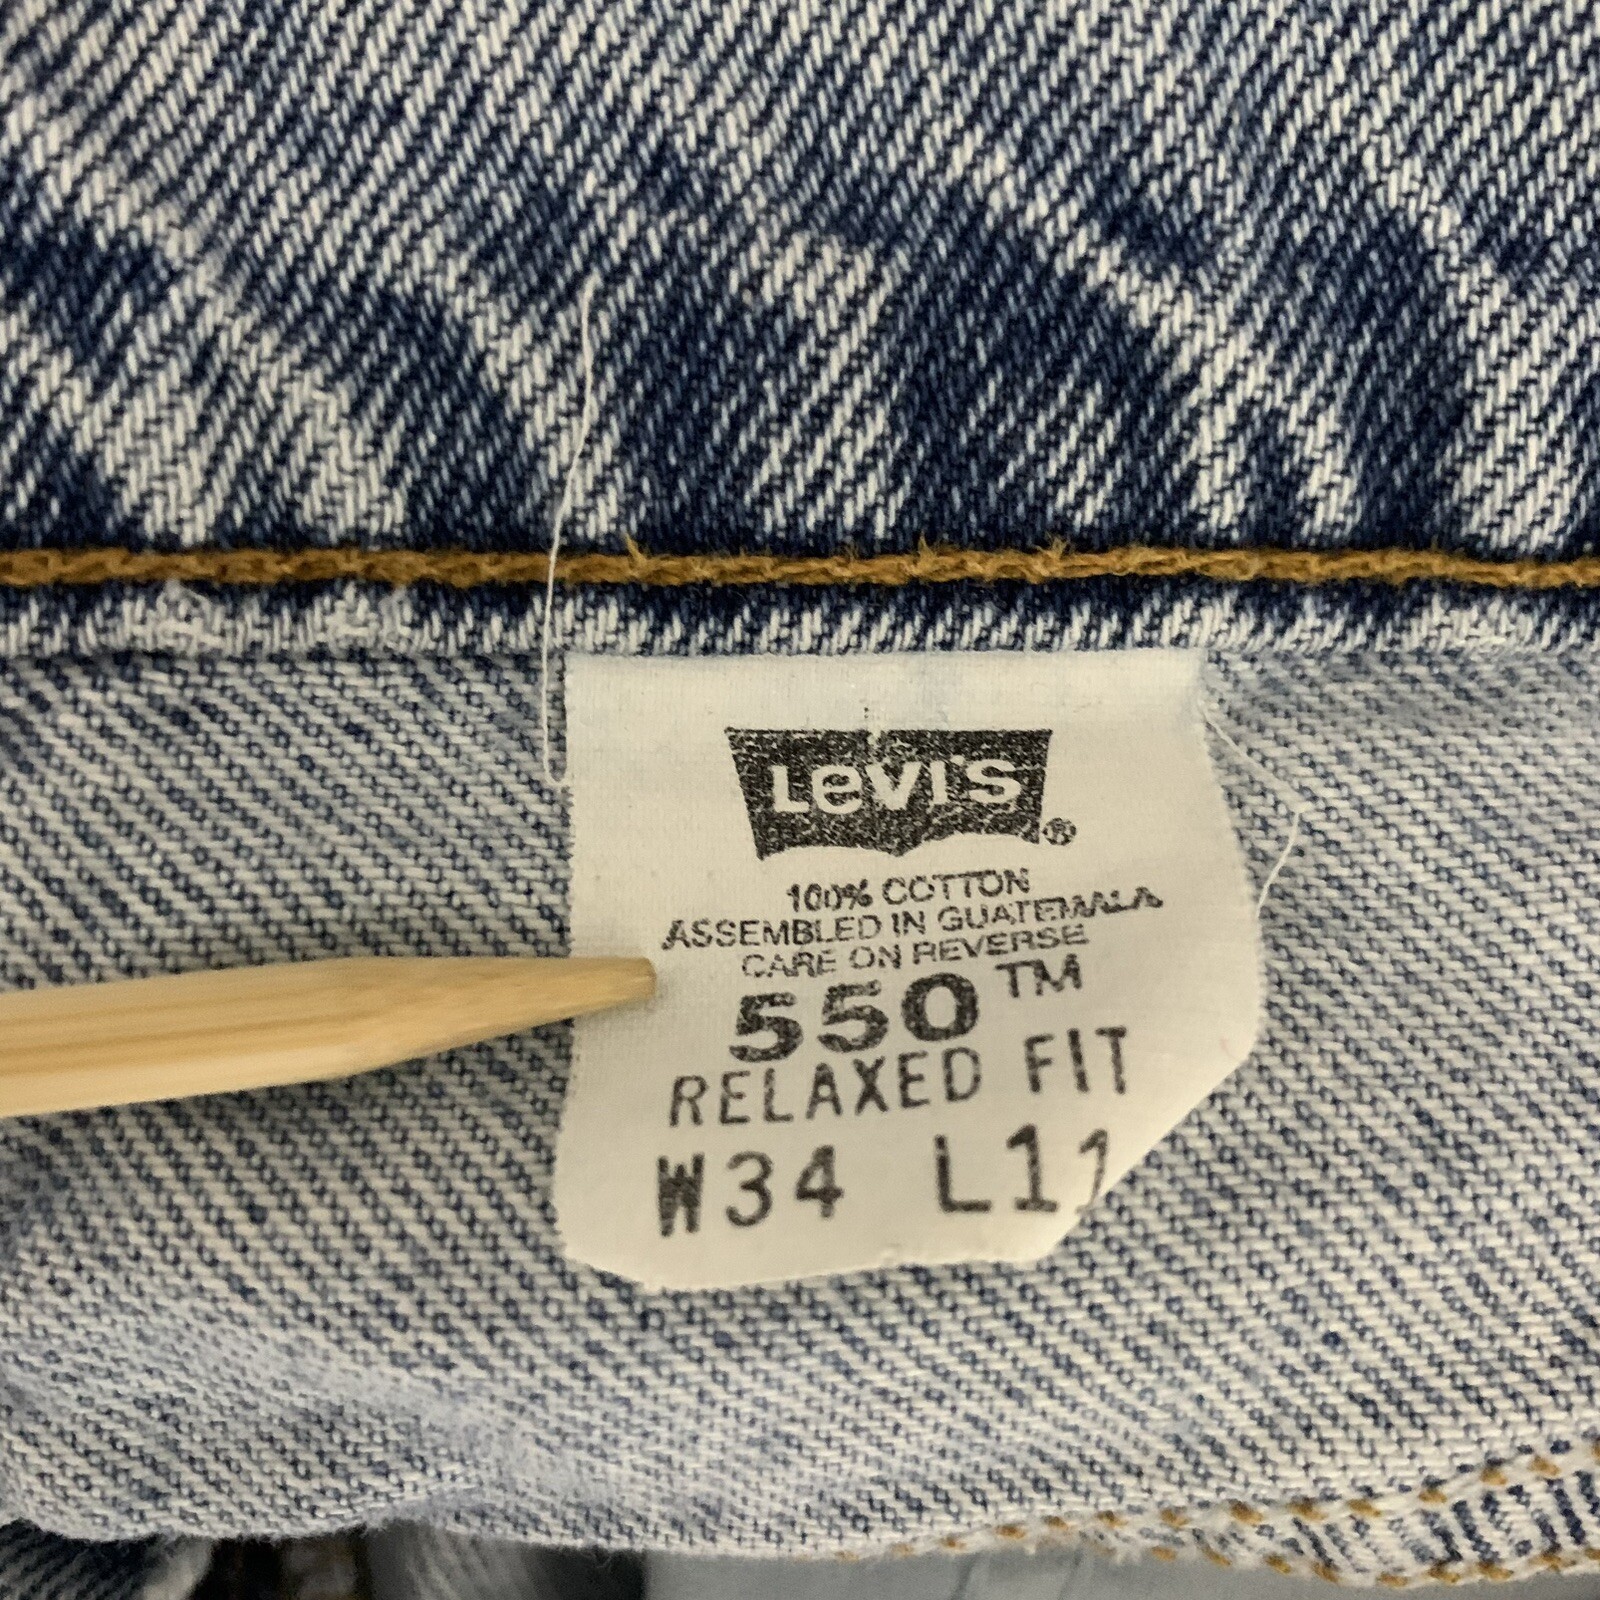 Levi's®
100% COTTON
ASSEMBLED IN GUATEMALA
CARE ON REVERSE
550™
RELAXED FIT
W34 L11